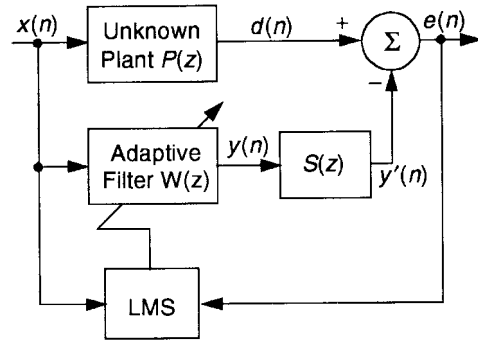 x(n)
Unknown
Plant P(z)
d(n)
+
Σ
e(n)
−
Adaptive
Filter W(z)
y(n)
S(z)
y'(n)
LMS